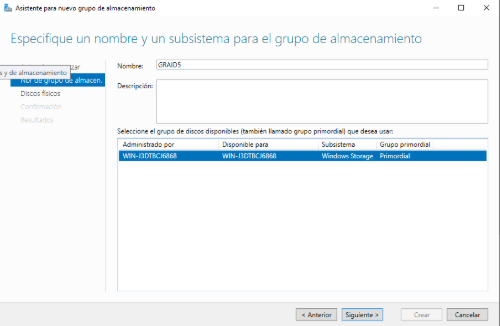 Asistente para nuevo grupo de almacenamiento
Especifique un nombre y un subsistema para el grupo de almacenamiento
zar
s y de almacenamiento
Nor de grupo de almacen.
Discos físicos
Confirmación
Resultados
Nombre: GRAID5
Descripción:
Seleccione el grupo de discos disponibles (también llamado grupo primordial) que desea usar:
Administrado por Disponible para Subsistema Grupo primordial
WIN-J3DTBCJ6868 WIN-J3DTBCJ6868 Windows Storage Primordial
< Anterior Siguiente > Crear Cancelar